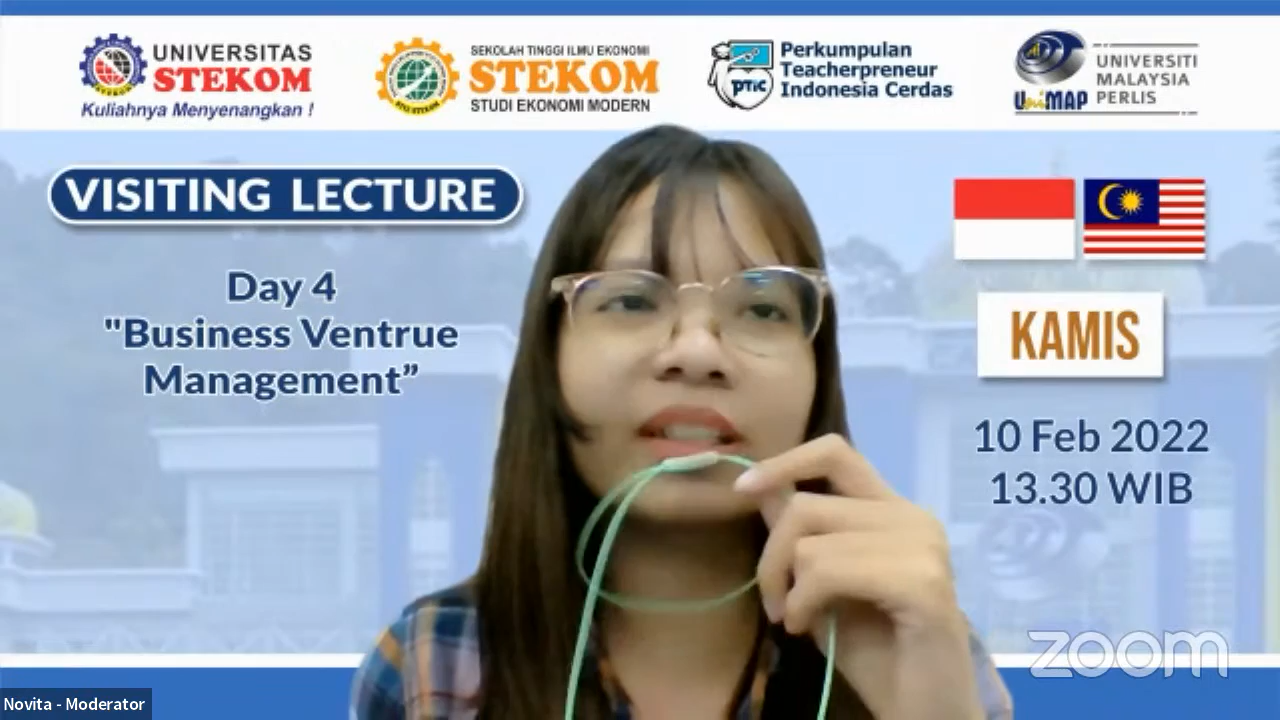 UNIVERSITAS
STEKOM
Kuliahnya Menyenangkan !
SEKOLAH TINGGI ILMU EKONOMI
STEKOM
STUDI EKONOMI MODERN
PTIC
Perkumpulan
Teacherpreneur
Indonesia Cerdas
UniMAP
UNIVERSITI
MALAYSIA
PERLIS
VISITING LECTURE
Day 4
"Business Ventrue
Management”
KAMIS
10 Feb 2022
13.30 WIB
zoom
Novita - Moderator